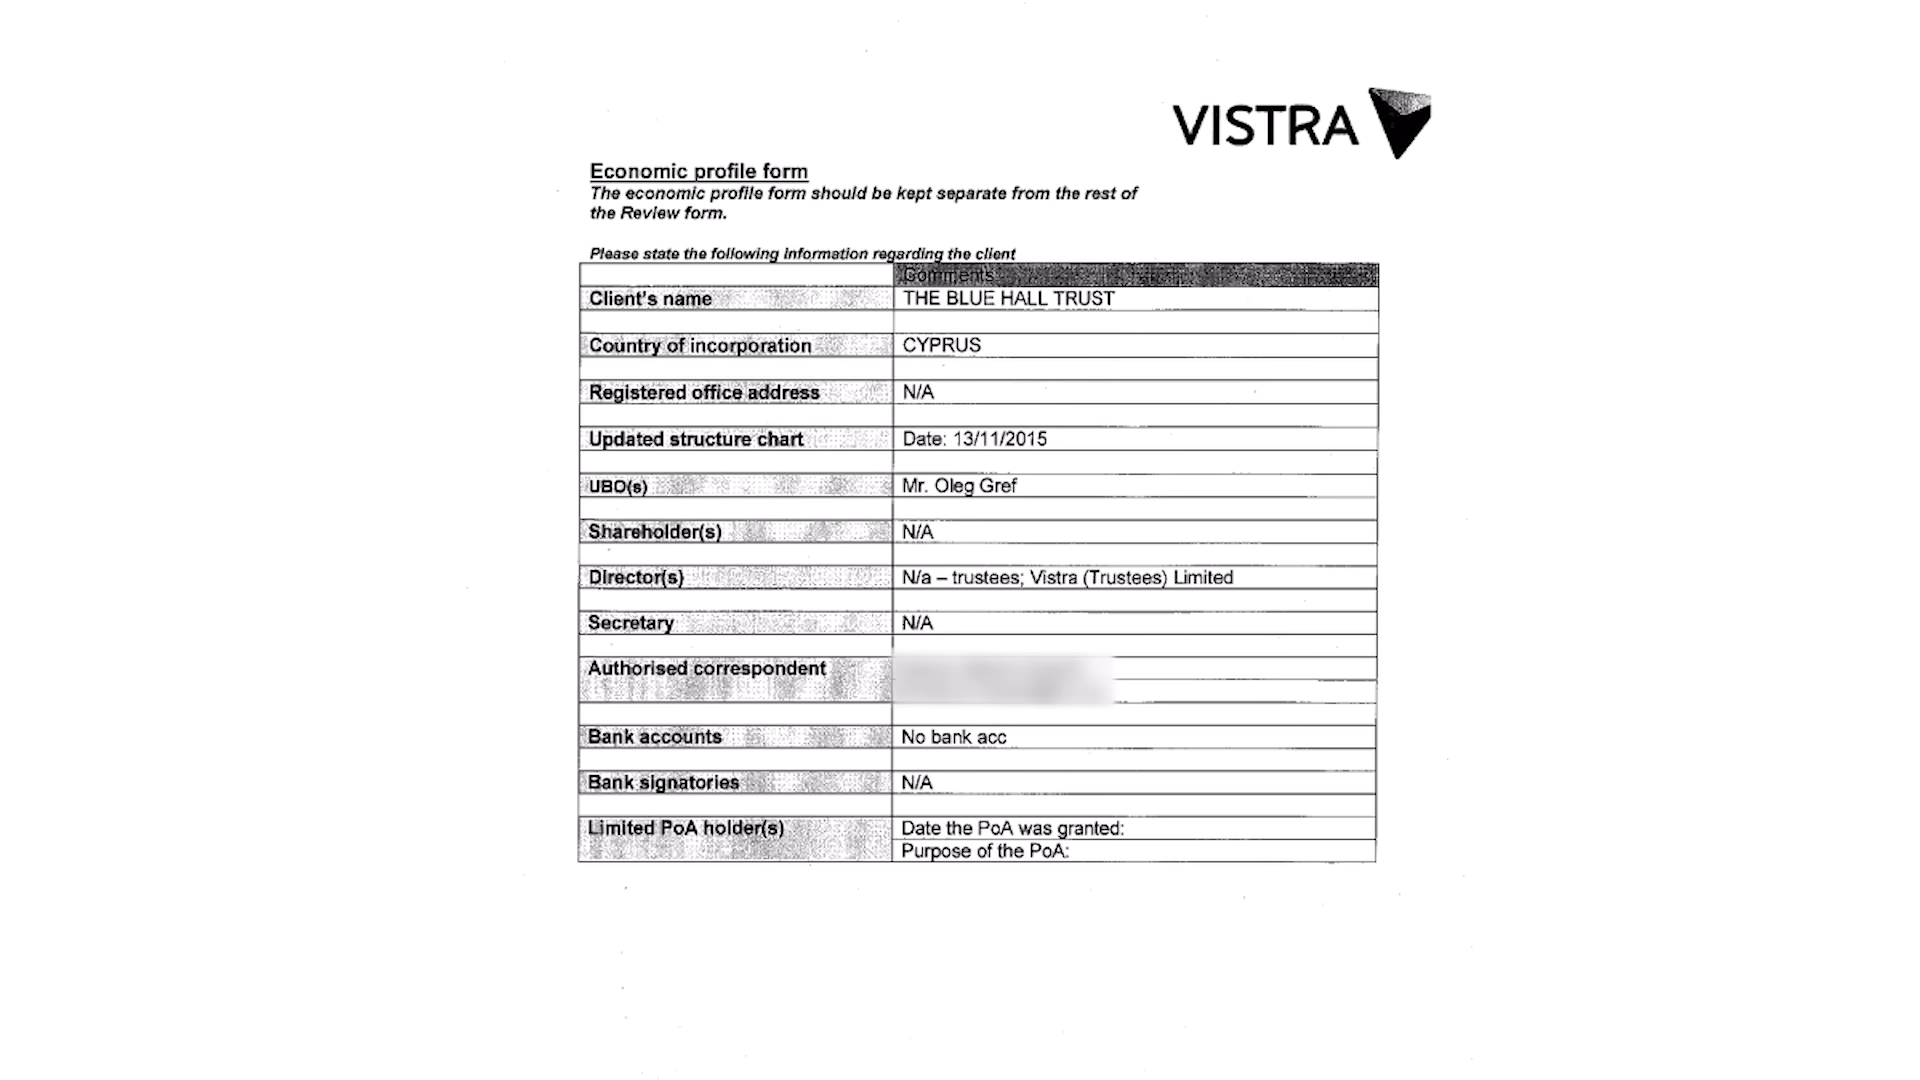 VISTRA
Economic profile form
The economic profile form should be kept separate from the rest of
the Review form.
Please state the following information regarding the client
Comments
Client's name THE BLUE HALL TRUST
Country of incorporation CYPRUS
Registered office address N/A
Updated structure chart Date: 13/11/2015
UBO(s) Mr. Oleg Gref
Shareholder(s) N/A
Director(s) N/a – trustees; Vistra (Trustees) Limited
Secretary N/A
Authorised correspondent
Bank accounts No bank acc
Bank signatories N/A
Limited PoA holder(s) Date the PoA was granted:
Purpose of the PoA: